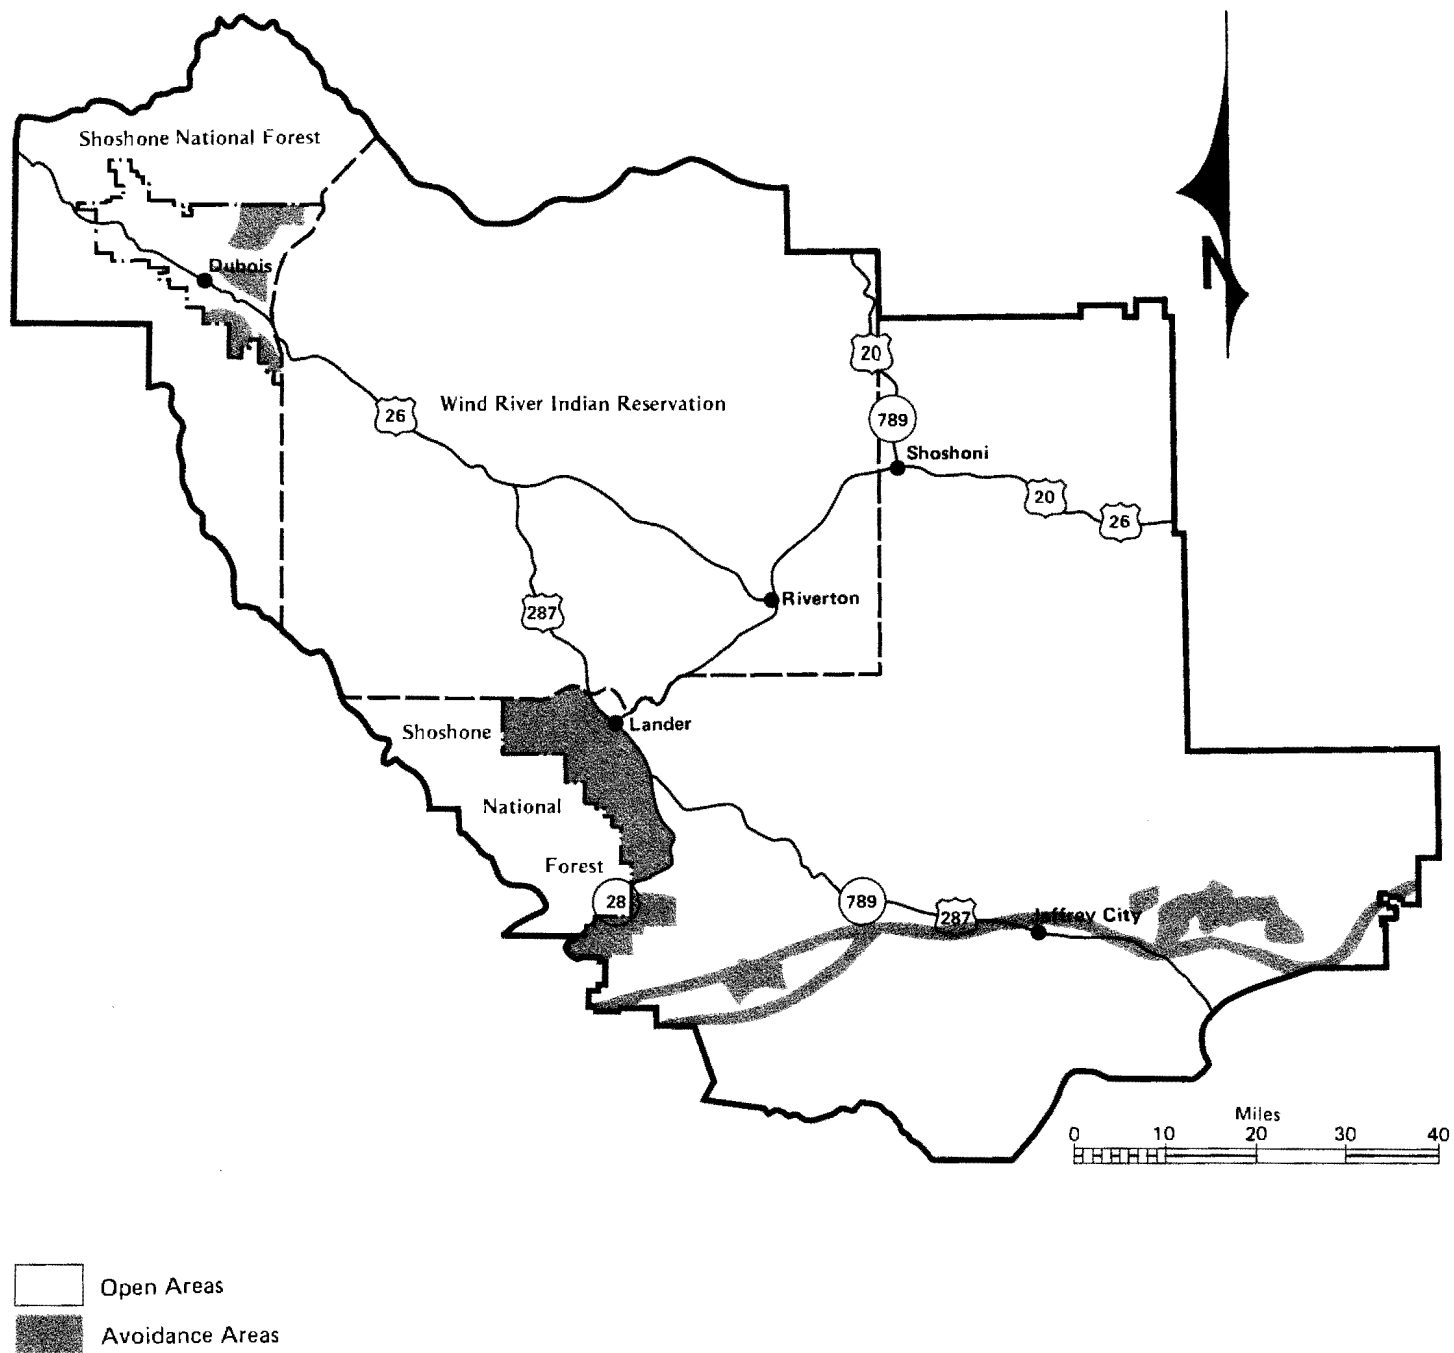 Shoshone National Forest
N
Dubois
20
26
Wind River Indian Reservation
789
Shoshoni
20
26
287
Riverton
Shoshone
Lander
National
Forest
28
789
287
Jeffrey City
Miles
0 10 20 30 40
Open Areas
Avoidance Areas